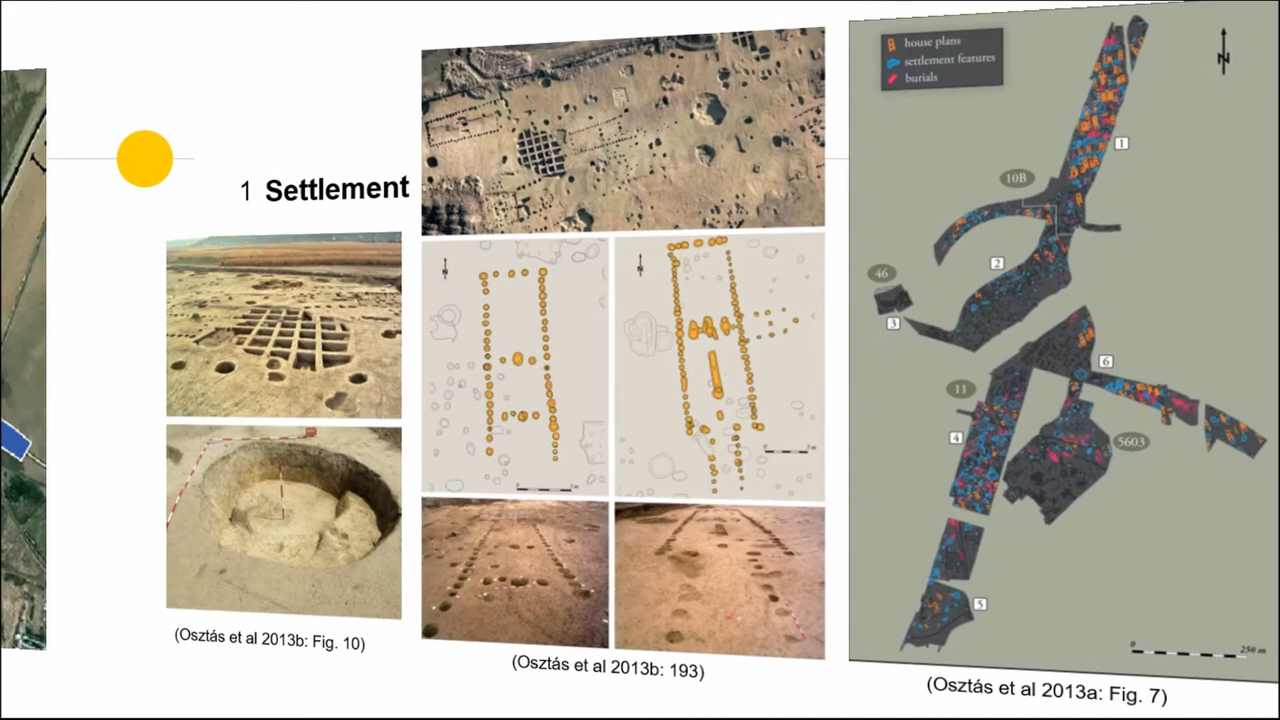 1 Settlement
(Osztás et al 2013b: Fig. 10)
(Osztás et al 2013b: 193)
house plans
settlement features
burials
N
1
10B
2
46
3
6
11
4
5603
5
0
250 m
(Osztás et al 2013a: Fig. 7)